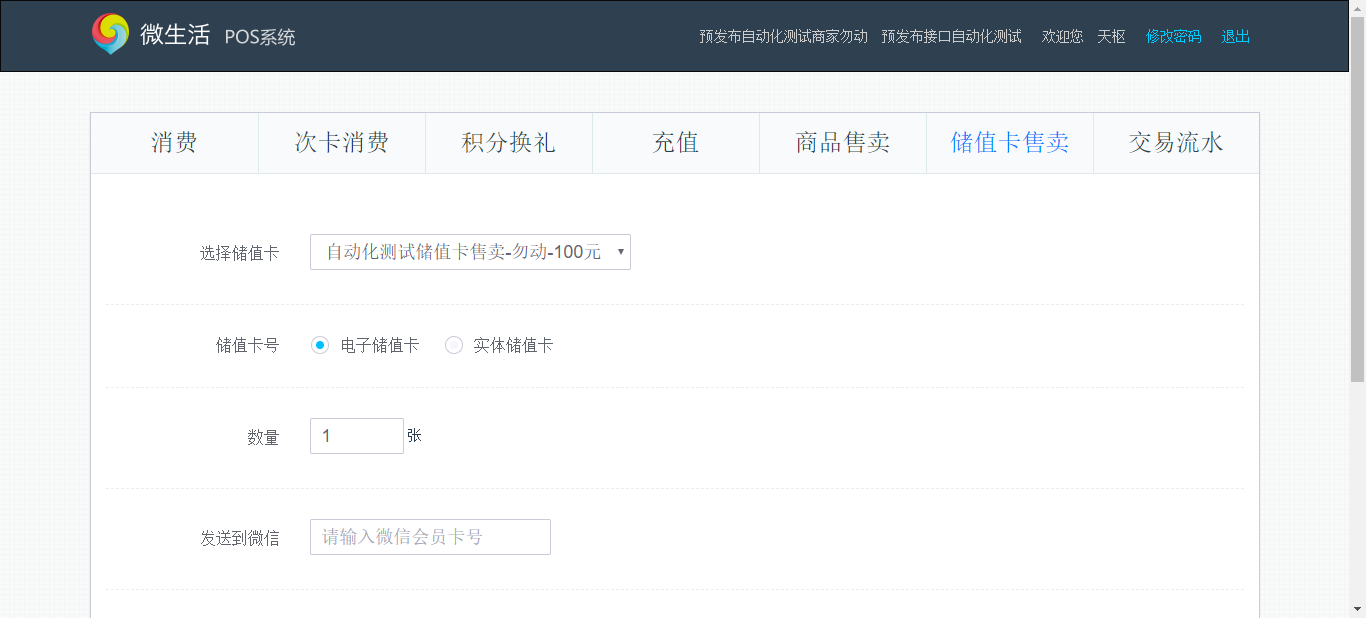 微生活 POS系统 预发布自动化测试商家勿动 预发布接口自动化测试 欢迎您 天枢 修改密码 退出
消费 次卡消费 积分换礼 充值 商品售卖 储值卡售卖 交易流水
选择储值卡 自动化测试储值卡售卖-勿动-100元
储值卡号 电子储值卡 实体储值卡
数量 1 张
发送到微信 请输入微信会员卡号